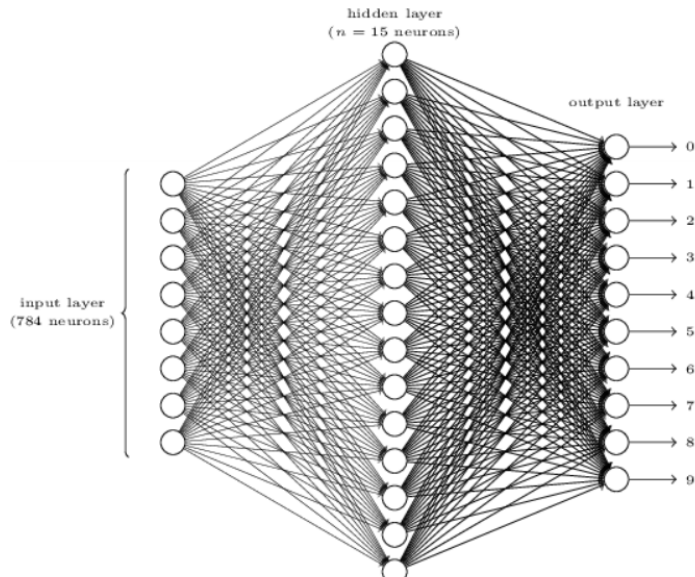 hidden layer
(n = 15 neurons)
output layer
input layer
(784 neurons)
0
1
2
3
4
5
6
7
8
9